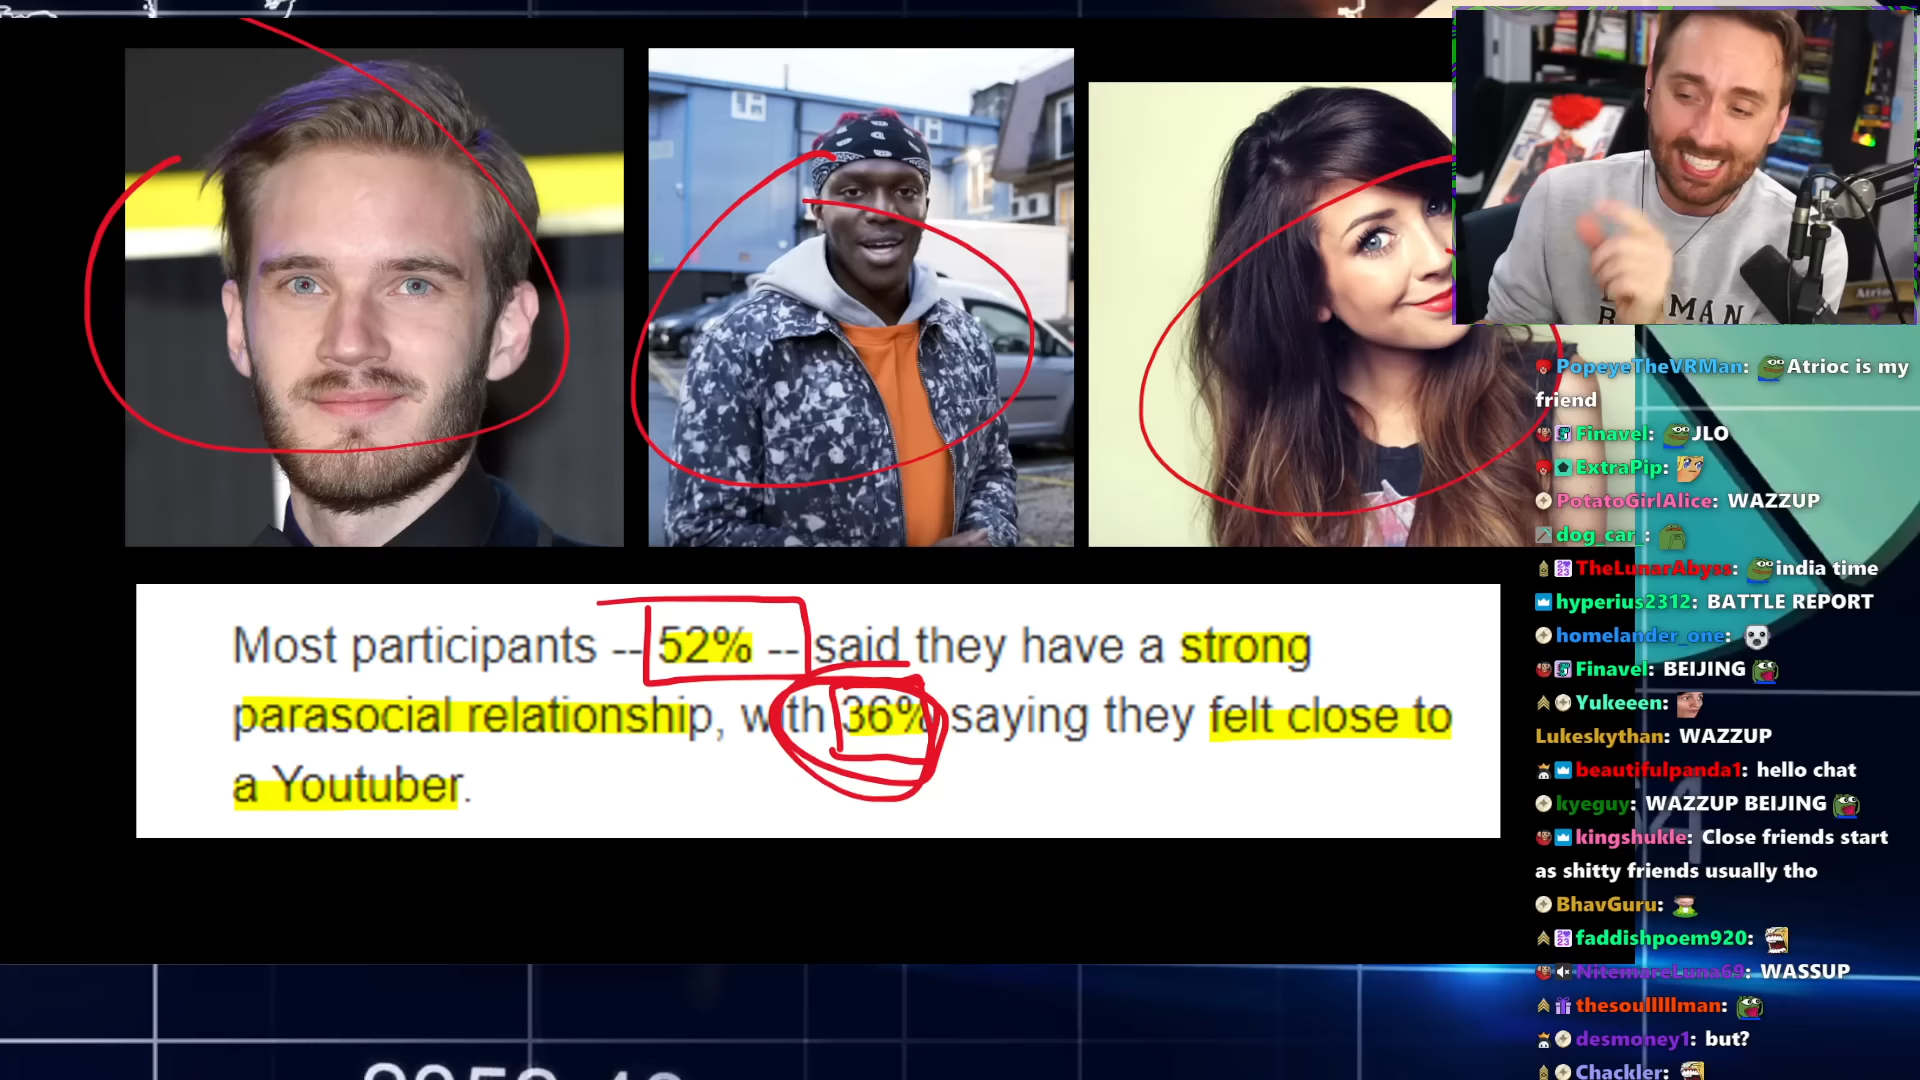 Most participants -- 52% -- said they have a strong
parasocial relationship, with 36% saying they felt close to
a Youtuber.
PopeyeTheVRMan: Atrioc is my
friend
Finavel: JLO
ExtraPip:
PotatoGirlAlice: WAZZUP
dog_car_:
TheLunarAbyss: india time
hyperius2312: BATTLE REPORT
homelander_one:
Finavel: BEIJING
Yukeeen:
Lukeskythan: WAZZUP
beautifulpanda1: hello chat
kyeguy: WAZZUP BEIJING
kingshukle: Close friends start
as shitty friends usually tho
BhavGuru:
faddishpoem920:
NitemareLuna69: WASSUP
thesoulllllman:
desmoney1: but?
Chackler: